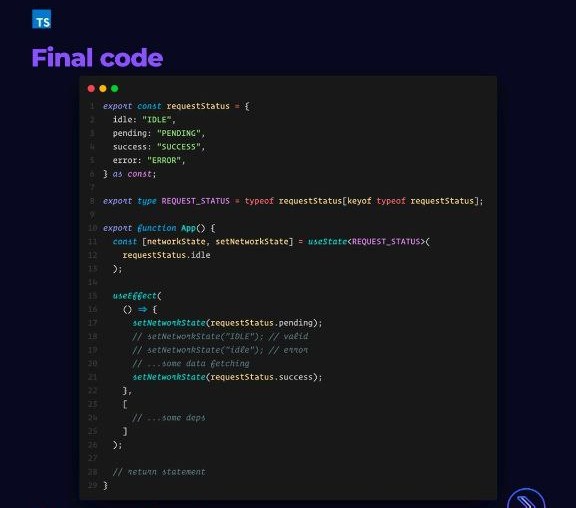 TS
Final code
1 export const requestStatus = {
2 idle: "IDLE",
3 pending: "PENDING",
4 success: "SUCCESS",
5 error: "ERROR",
6 } as const;
7
8 export type REQUEST_STATUS = typeof requestStatus[keyof typeof requestStatus];
9
10 export function App() {
11 const [networkState, setNetworkState] = useState<REQUEST_STATUS>(
12 requestStatus.idle
13 );
14
15 useEffect(
16 () => {
17 setNetworkState(requestStatus.pending);
18 // setNetworkState("IDLE"); // valid
19 // setNetworkState("idle"); // error
20 // ...some data fetching
21 setNetworkState(requestStatus.success);
22 },
23 [
24 // ...some deps
25 ]
26 );
27
28 // return statement
29 }